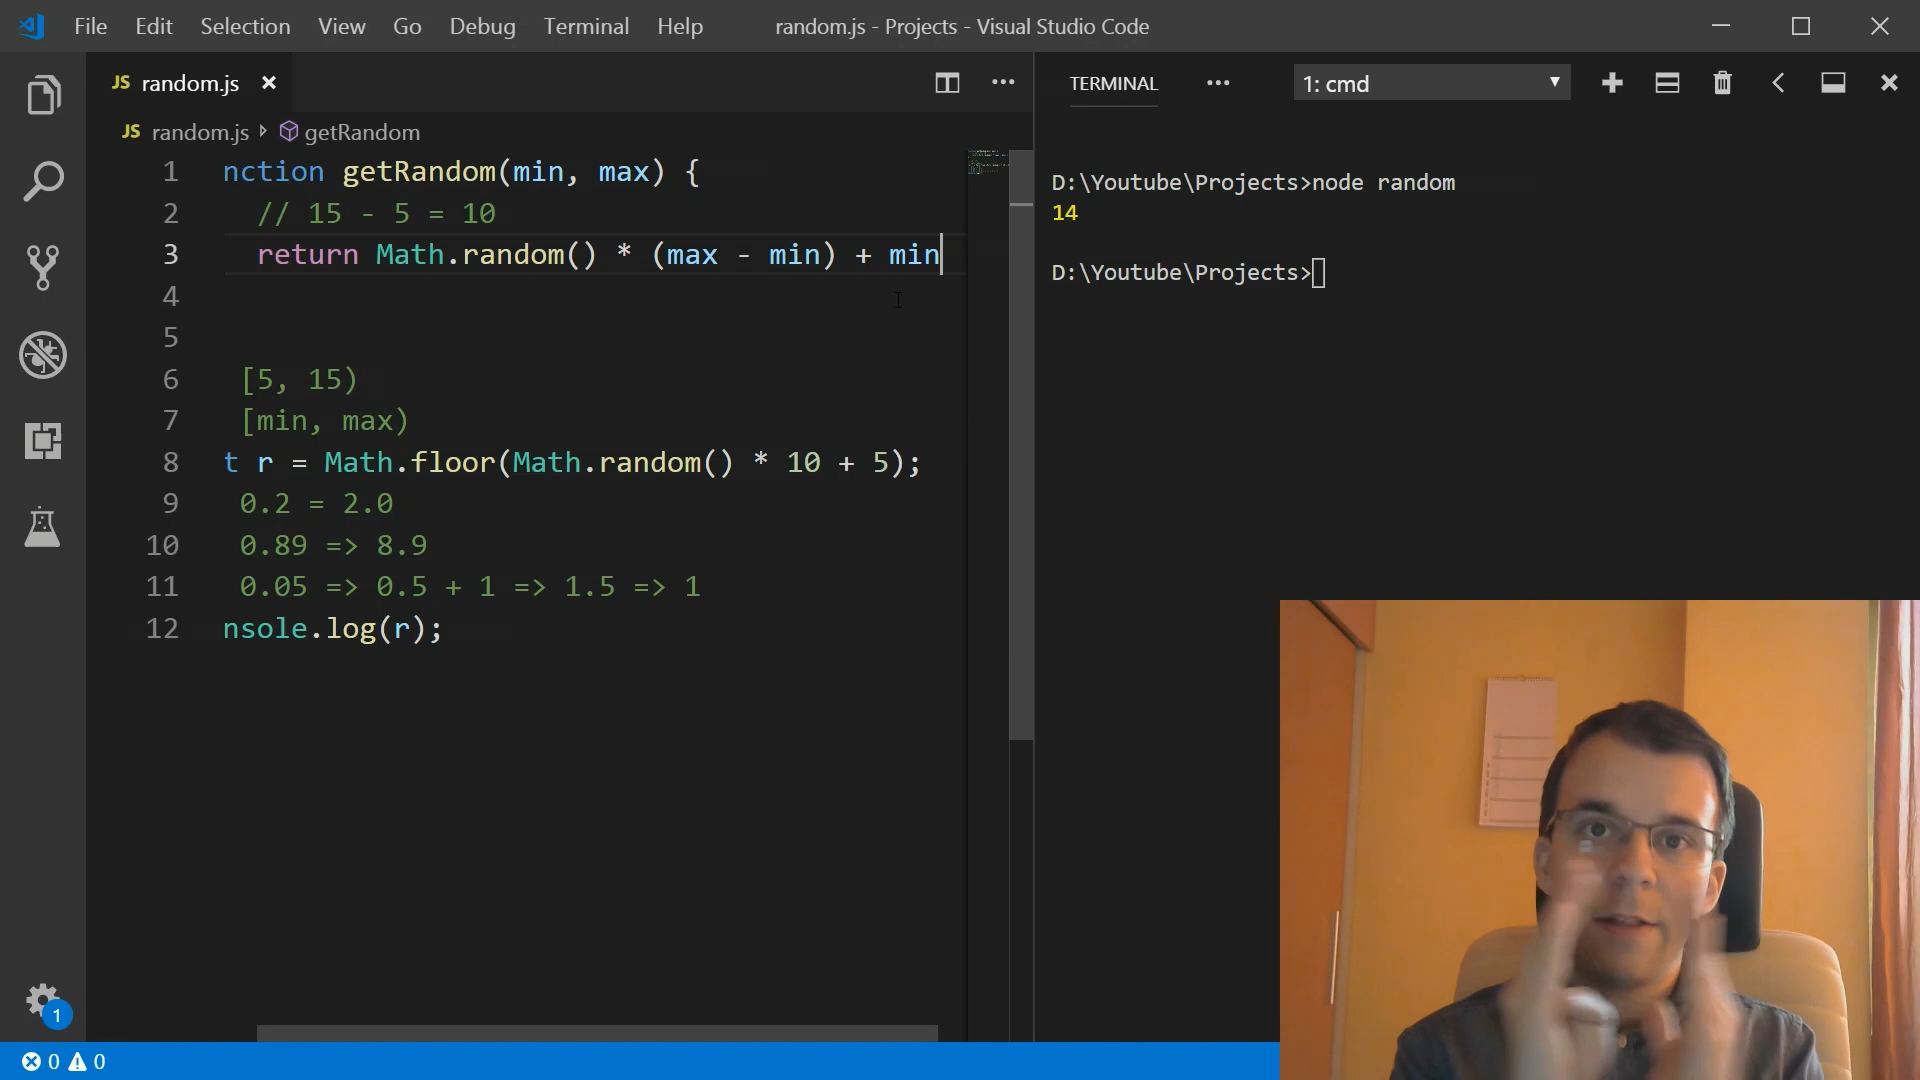 File Edit Selection View Go Debug Terminal Help random.js - Projects - Visual Studio Code
JS random.js
JS random.js getRandom
1 nction getRandom(min, max) {
2 // 15 - 5 = 10
3 return Math.random() * (max - min) + min
4
5
6 [5, 15)
7 [min, max)
8 t r = Math.floor(Math.random() * 10 + 5);
9 0.2 = 2.0
10 0.89 => 8.9
11 0.05 => 0.5 + 1 => 1.5 => 1
12 nsole.log(r);
TERMINAL 1: cmd
D:\Youtube\Projects>node random
14
D:\Youtube\Projects>
1
0 0